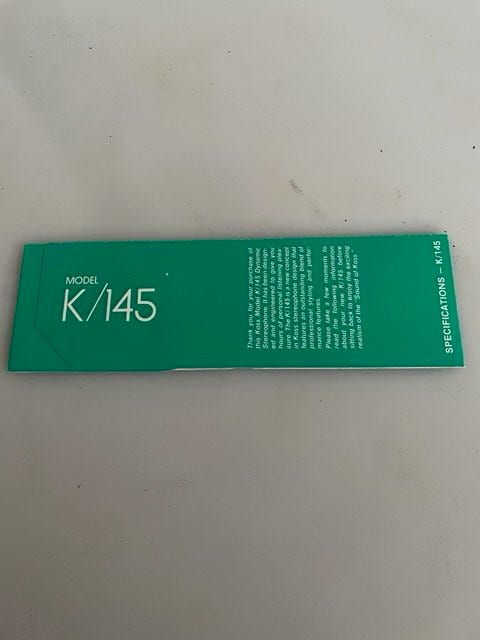 MODEL
K/145
Thank you for your purchase of
this Koss Model K/145 Dynamic
Stereophone. It has been design-
ed and engineered to give you
hours of personal listening plea-
sure. The K/145 is a new concept
in Koss stereophone design that
features an outstanding blend of
professional styling and perfor-
mance features.
Please take a few moments to
read the following information
about your new K/145 before
sitting back to enjoy the exciting
realism of the "Sound of Koss."
SPECIFICATIONS — K/145